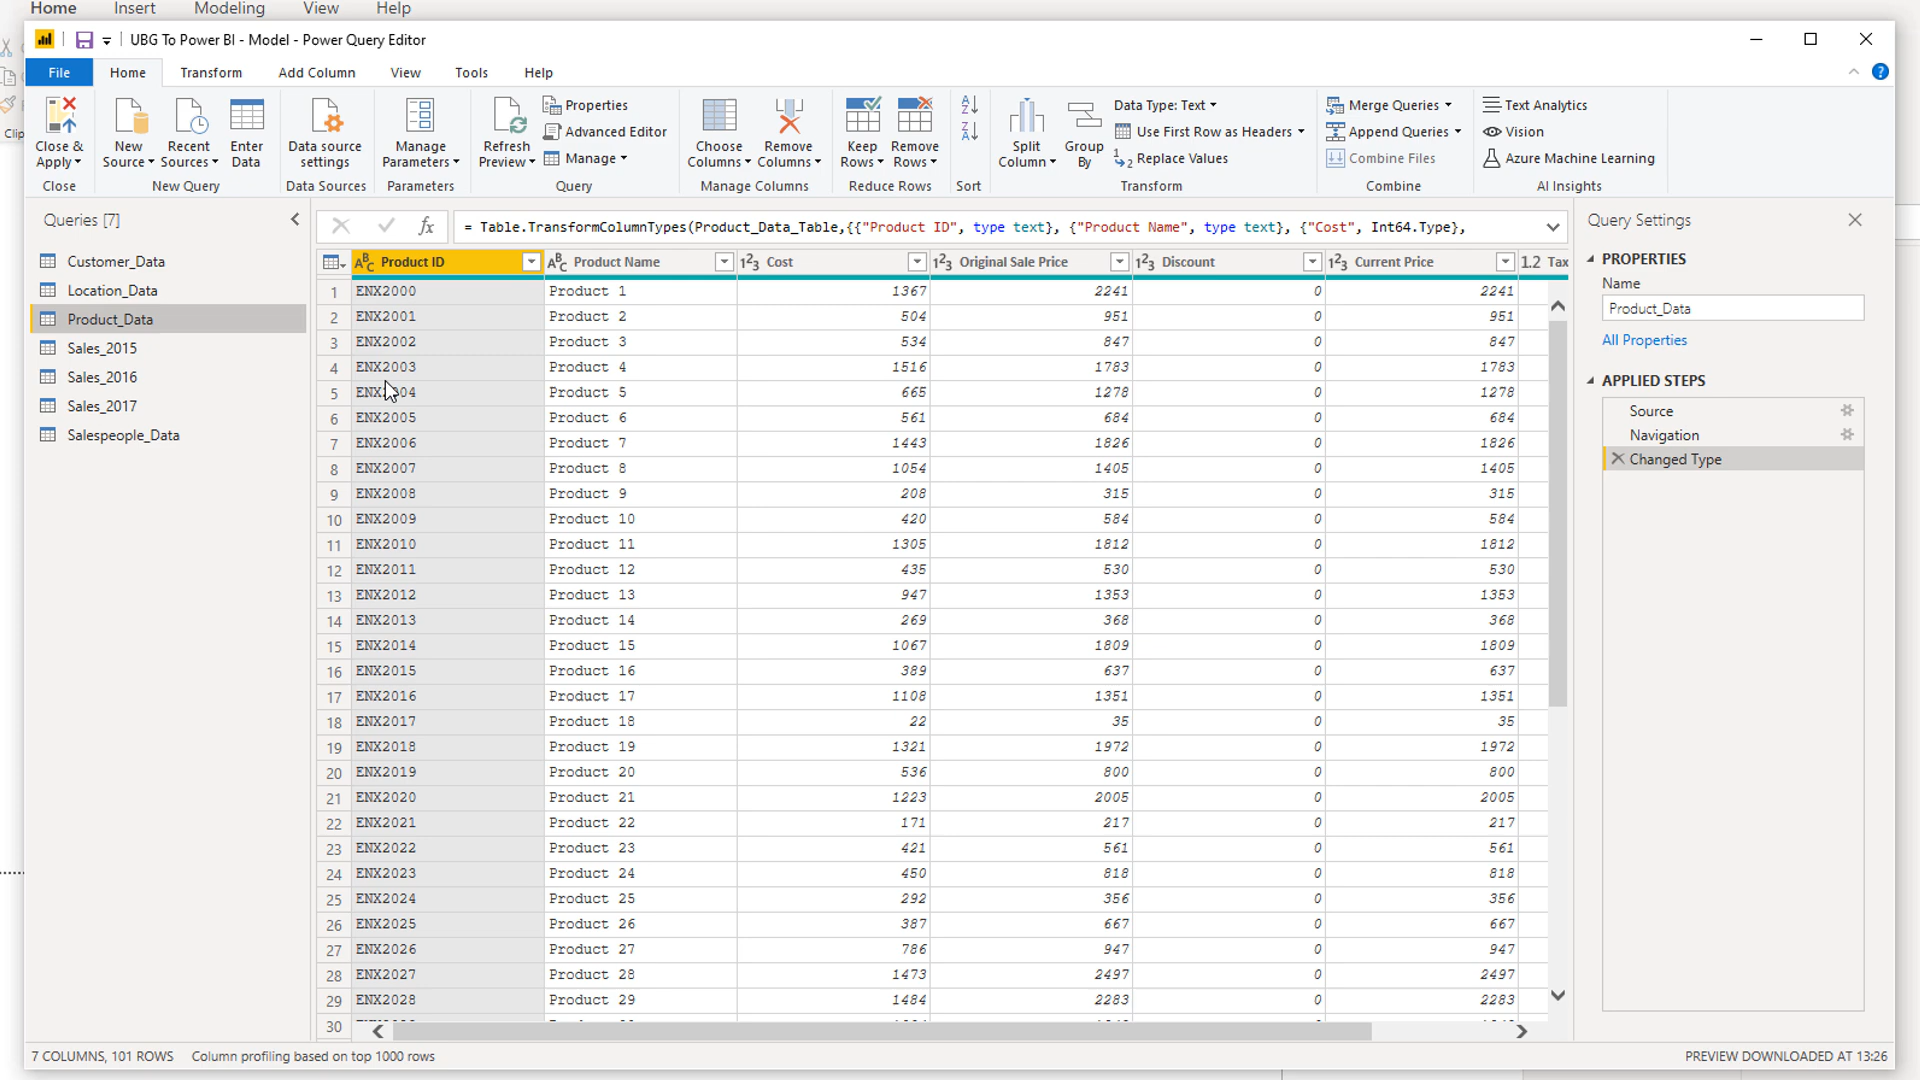 Home Insert Modeling View Help
UBG To Power BI - Model - Power Query Editor
File Home Transform Add Column View Tools Help
Close & Apply
New Source
Recent Sources
Enter Data
Data source settings
Manage Parameters
Refresh Preview
Properties
Advanced Editor
Manage
Choose Columns
Remove Columns
Keep Rows
Remove Rows
Split Column
Group By
Data Type: Text
Use First Row as Headers
Replace Values
Merge Queries
Append Queries
Combine Files
Text Analytics
Vision
Azure Machine Learning
Clip
Close New Query Data Sources Parameters Query Manage Columns Reduce Rows Sort Transform Combine AI Insights
Queries [7]
Customer_Data
Location_Data
Product_Data
Sales_2015
Sales_2016
Sales_2017
Salespeople_Data
= Table.TransformColumnTypes(Product_Data_Table,{{"Product ID", type text}, {"Product Name", type text}, {"Cost", Int64.Type},
Product ID Product Name Cost Original Sale Price Discount Current Price 1.2 Tax
1 ENX2000 Product 1 1367 2241 0 2241
2 ENX2001 Product 2 504 951 0 951
3 ENX2002 Product 3 534 847 0 847
4 ENX2003 Product 4 1516 1783 0 1783
5 ENX2004 Product 5 665 1278 0 1278
6 ENX2005 Product 6 561 684 0 684
7 ENX2006 Product 7 1443 1826 0 1826
8 ENX2007 Product 8 1054 1405 0 1405
9 ENX2008 Product 9 208 315 0 315
10 ENX2009 Product 10 420 584 0 584
11 ENX2010 Product 11 1305 1812 0 1812
12 ENX2011 Product 12 435 530 0 530
13 ENX2012 Product 13 947 1353 0 1353
14 ENX2013 Product 14 269 368 0 368
15 ENX2014 Product 15 1067 1809 0 1809
16 ENX2015 Product 16 389 637 0 637
17 ENX2016 Product 17 1108 1351 0 1351
18 ENX2017 Product 18 22 35 0 35
19 ENX2018 Product 19 1321 1972 0 1972
20 ENX2019 Product 20 536 800 0 800
21 ENX2020 Product 21 1223 2005 0 2005
22 ENX2021 Product 22 171 217 0 217
23 ENX2022 Product 23 421 561 0 561
24 ENX2023 Product 24 450 818 0 818
25 ENX2024 Product 25 292 356 0 356
26 ENX2025 Product 26 387 667 0 667
27 ENX2026 Product 27 786 947 0 947
28 ENX2027 Product 28 1473 2497 0 2497
29 ENX2028 Product 29 1484 2283 0 2283
30
Query Settings
PROPERTIES
Name
Product_Data
All Properties
APPLIED STEPS
Source
Navigation
Changed Type
7 COLUMNS, 101 ROWS Column profiling based on top 1000 rows
PREVIEW DOWNLOADED AT 13:26